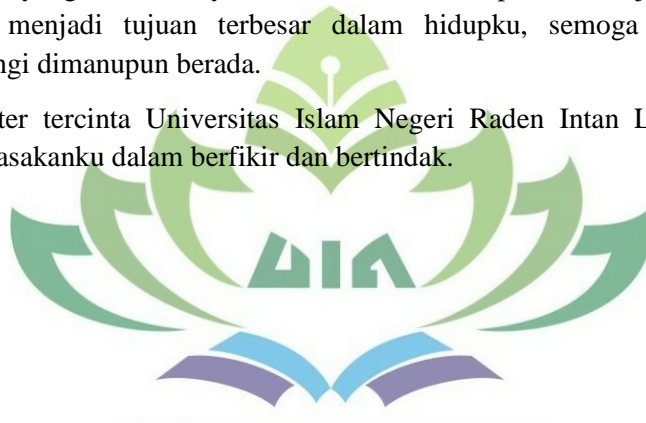 menjadi tujuan terbesar dalam hidupku, semoga
ngi dimanupun berada.
ter tercinta Universitas Islam Negeri Raden Intan L
asakanku dalam berfikir dan bertindak.
UIN